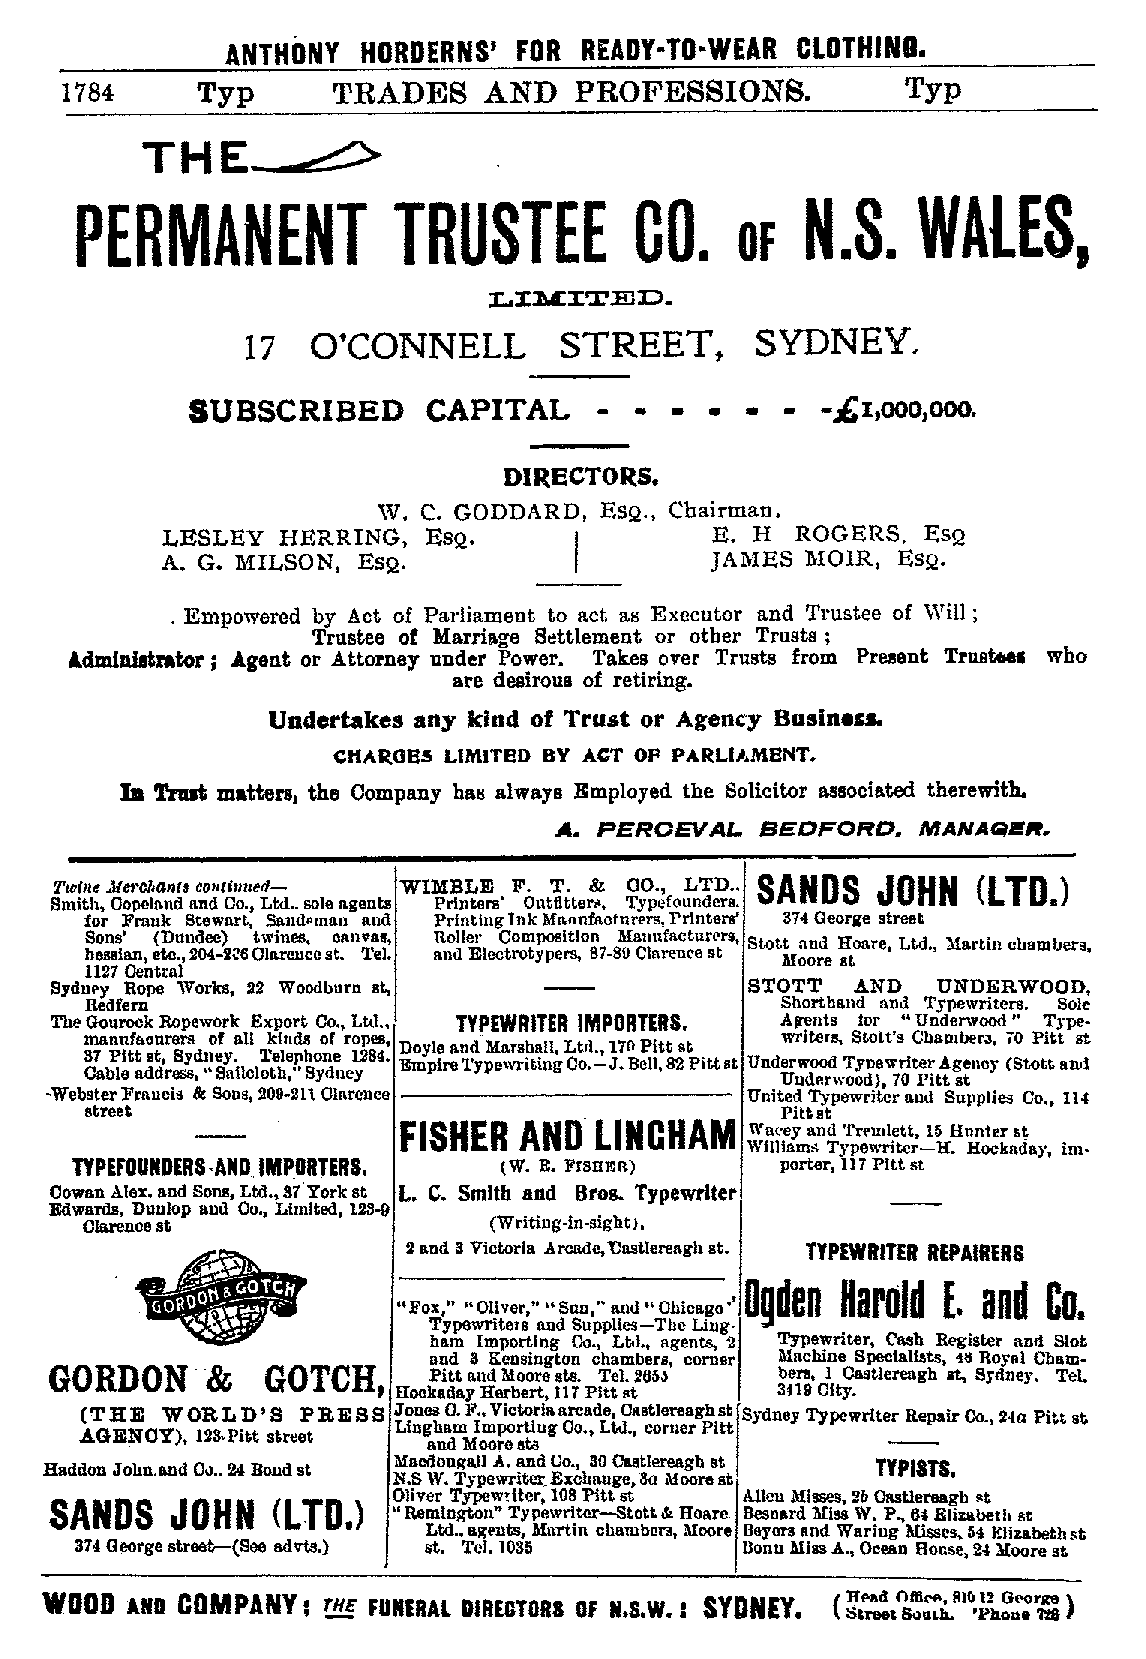 ANTHONY HORDERNS' FOR READY-TO-WEAR CLOTHING.
1784 Typ TRADES AND PROFESSIONS. Typ
THE
PERMANENT TRUSTEE CO. OF N.S. WALES,
LIMITED.
17 O'CONNELL STREET, SYDNEY.
SUBSCRIBED CAPITAL - - - - - - -£1,000,000.
DIRECTORS.
W. C. GODDARD, Esq., Chairman.
LESLEY HERRING, Esq.
A. G. MILSON, Esq.
E. H ROGERS, Esq
JAMES MOIR, Esq.
Empowered by Act of Parliament to act as Executor and Trustee of Will;
Trustee of Marriage Settlement or other Trusts;
Administrator; Agent or Attorney under Power. Takes over Trusts from Present Trustees who
are desirous of retiring.
Undertakes any kind of Trust or Agency Business.
CHARGES LIMITED BY ACT OF PARLIAMENT.
In Trust matters, the Company has always Employed the Solicitor associated therewith.
A. PERCEVAL BEDFORD, MANAGER.
Twine Merchants continued—
Smith, Copeland and Co., Ltd.. sole agents
for Frank Stewart, Sandeman and
Sons' (Dundee) twines, canvas,
hessian, etc., 204-226 Clarence st. Tel.
1127 Central
Sydney Rope Works, 22 Woodburn st,
Redfern
The Gourock Ropework Export Co., Ltd.,
manufacurers of all kinds of ropes,
37 Pitt st, Sydney. Telephone 1284.
Cable address, "Sailcloth," Sydney
Webster Francis & Sons, 209-211 Clarence
street
TYPEFOUNDERS AND IMPORTERS.
Cowan Alex. and Sons, Ltd., 37 York st
Edwards, Dunlop and Co., Limited, 123-9
Clarence st
GORDON & GOTCH
GORDON & GOTCH,
(THE WORLD'S PRESS
AGENCY), 123 Pitt street
Haddon John and Co.. 24 Bond st
SANDS JOHN (LTD.)
374 George street—(See advts.)
WIMBLE F. T. & CO., LTD..
Printers' Outfitters, Typefounders.
Printing Ink Manufacturers, Printers'
Roller Composition Manufacturers,
and Electrotypers, 87-89 Clarence st
TYPEWRITER IMPORTERS.
Doyle and Marshall, Ltd., 170 Pitt st
Empire Typewriting Co.—J. Bell, 82 Pitt st
FISHER AND LINGHAM
(W. E. FISHER)
L. C. Smith and Bros. Typewriter
(Writing-in-sight),
2 and 3 Victoria Arcade, Castlereagh st.
"Fox," "Oliver," "Sun," and "Chicago"
Typewriters and Supplies—The Ling-
ham Importing Co., Ltd., agents, 2
and 3 Kensington chambers, corner
Pitt and Moore sts. Tel. 2655
Hockaday Herbert, 117 Pitt st
Jones C. F., Victoria arcade, Castlereagh st
Lingham Importing Co., Ltd., corner Pitt
and Moore sts
Macdougall A. and Co., 30 Castlereagh st
N.S W. Typewriter Exchange, 3a Moore st
Oliver Typewriter, 108 Pitt st
"Remington" Typewriter—Stott & Hoare
Ltd.. agents, Martin chambers, Moore
st. Tel. 1035
SANDS JOHN (LTD.)
374 George street
Stott and Hoare, Ltd., Martin chambers,
Moore st
STOTT AND UNDERWOOD,
Shorthand and Typewriters. Sole
Agents for "Underwood" Type-
writers, Stott's Chambers, 70 Pitt st
Underwood Typewriter Agency (Stott and
Underwood), 70 Pitt st
United Typewriter and Supplies Co., 114
Pitt st
Wacey and Tremlett, 15 Hunter st
Williams Typewriter—H. Hockaday, im-
porter, 117 Pitt st
TYPEWRITER REPAIRERS
Ogden Harold E. and Co.
Typewriter, Cash Register and Slot
Machine Specialists, 48 Royal Cham-
bers, 1 Castlereagh st, Sydney. Tel.
3419 City.
Sydney Typewriter Repair Co., 24a Pitt st
TYPISTS.
Allen Misses, 2b Castlereagh st
Besnard Miss W. P., 64 Elizabeth st
Beyers and Waring Misses, 54 Elizabeth st
Bonu Miss A., Ocean House, 24 Moore st
WOOD AND COMPANY: THE FUNERAL DIRECTORS OF N.S.W.: SYDNEY. (Head Office, 810 12 George
Street South. 'Phone 726)